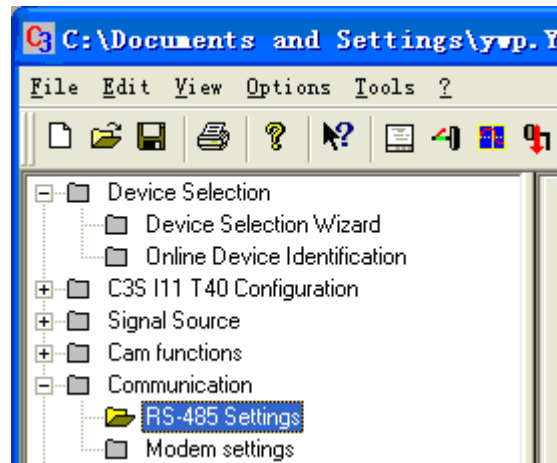 C3 C:\Documents and Settings\ywp.Y
File Edit View Options Tools ?
Device Selection
Device Selection Wizard
Online Device Identification
C3S I11 T40 Configuration
Signal Source
Cam functions
Communication
RS-485 Settings
Modem settings